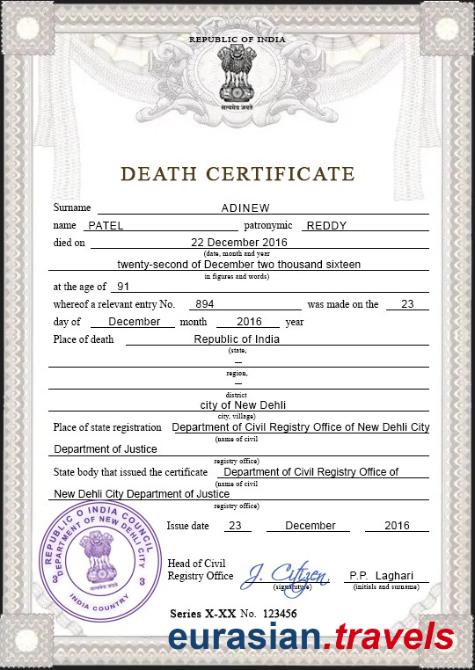 REPUBLIC OF INDIA
सत्यमेव जयते
DEATH CERTIFICATE
Surname ADINEW
name PATEL patronymic REDDY
died on 22 December 2016
(date, month and year
twenty-second of December two thousand sixteen
in figures and words)
at the age of 91
whereof a relevant entry No. 894 was made on the 23
day of December month 2016 year
Place of death Republic of India
(state,
—
region,
—
district
city of New Dehli
city, village)
Place of state registration Department of Civil Registry Office of New Dehli City
(name of civil
Department of Justice
registry office)
State body that issued the certificate Department of Civil Registry Office of
(name of civil
New Dehli City Department of Justice
registry office)
REPUBLIC O INDIA COUNCIL
DEPARTMENT OF NEW DEHLI CITY
3 3
INDIA COUNTRY
Issue date 23 December 2016
Head of Civil
Registry Office J. Citizen P.P. Laghari
(signature) (initials and surname)
Series X-XX No. 123456
eurasian.travels